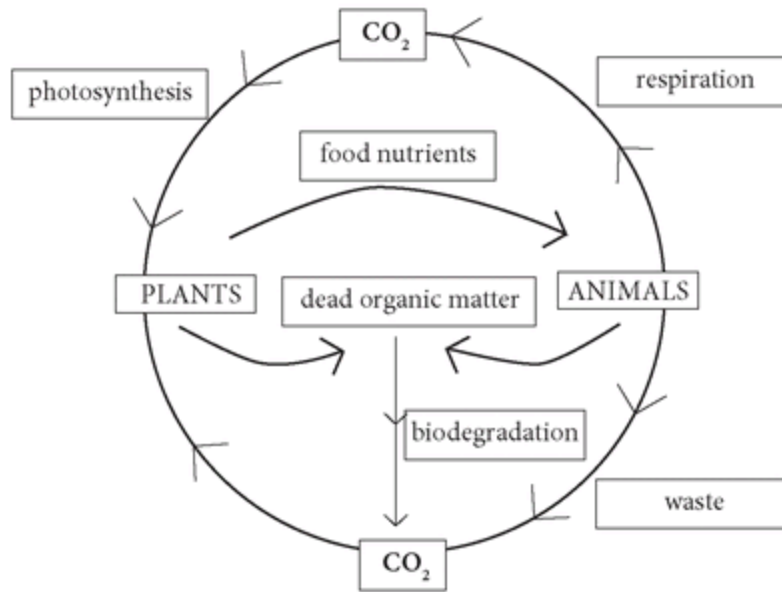 CO₂
photosynthesis
respiration
food nutrients
PLANTS
dead organic matter
ANIMALS
biodegradation
waste
CO₂